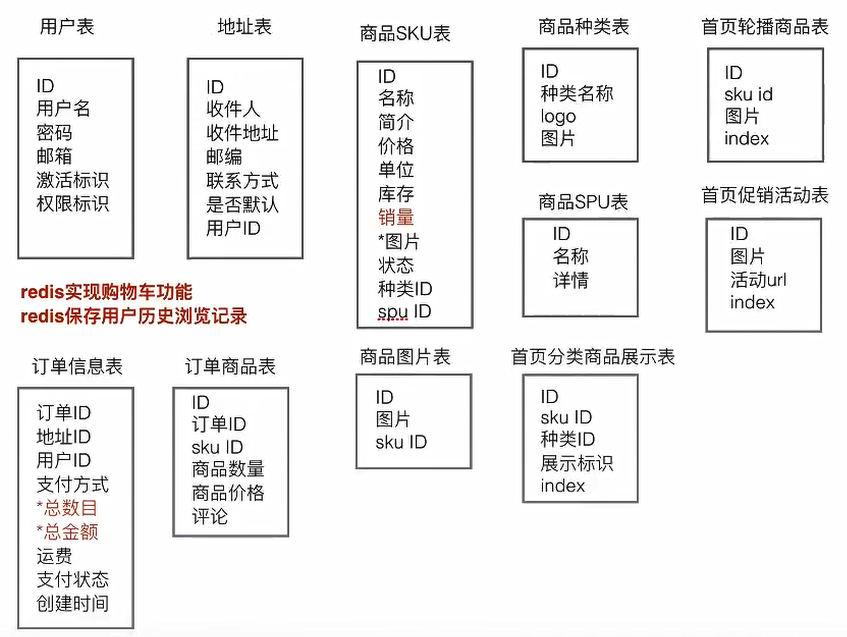 用户表
ID
用户名
密码
邮箱
激活标识
权限标识
地址表
ID
收件人
收件地址
邮编
联系方式
是否默认
用户ID
商品SKU表
ID
名称
简介
价格
单位
库存
销量
*图片
状态
种类ID
spu ID
商品种类表
ID
种类名称
logo
图片
首页轮播商品表
ID
sku id
图片
index
商品SPU表
ID
名称
详情
首页促销活动表
ID
图片
活动url
index
redis实现购物车功能
redis保存用户历史浏览记录
订单信息表
订单ID
地址ID
用户ID
支付方式
*总数目
*总金额
运费
支付状态
创建时间
订单商品表
ID
订单ID
sku ID
商品数量
商品价格
评论
商品图片表
ID
图片
sku ID
首页分类商品展示表
ID
sku ID
种类ID
展示标识
index